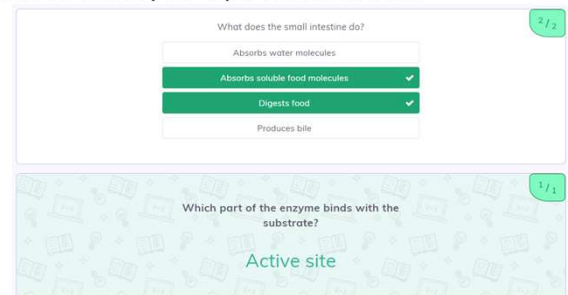 What does the small intestine do?
2/2
Absorbs water molecules
Absorbs soluble food molecules
Digests food
Produces bile
1/1
Which part of the enzyme binds with the
substrate?
Active site